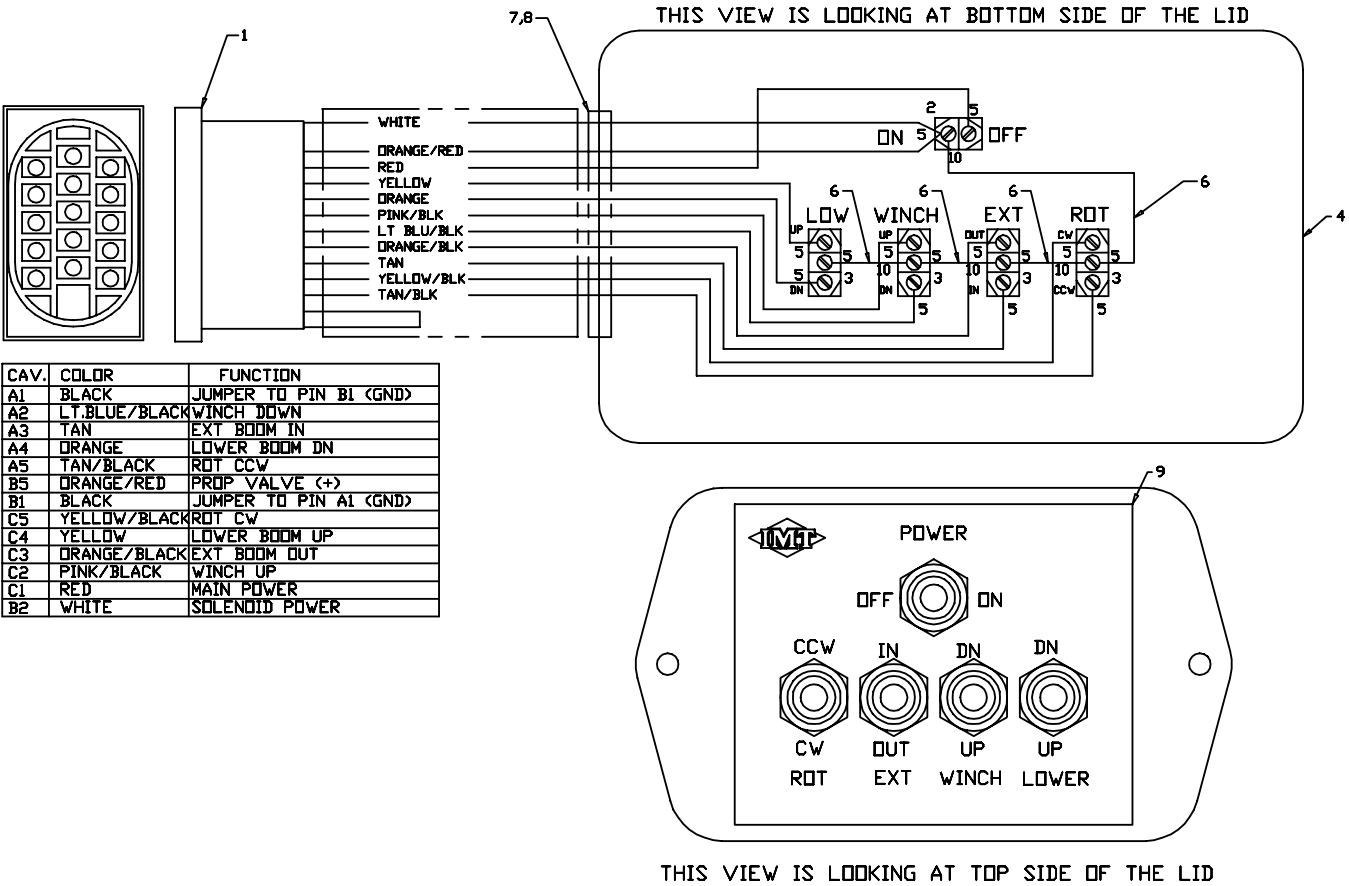 7,8
THIS VIEW IS LOOKING AT BOTTOM SIDE OF THE LID
1
WHITE
ORANGE/RED
RED
YELLOW
ORANGE
PINK/BLK
LT BLU/BLK
ORANGE/BLK
TAN
YELLOW/BLK
TAN/BLK
2 5
ON 5 OFF
10
6 6 6 6
4
LOW WINCH EXT ROT
UP UP OUT CW
5 5 5 5 5 5 5
10 10 10
5 3 3 3 3
DN DN IN CCW
5 5 5
CAV. COLOR FUNCTION
A1 BLACK JUMPER TO PIN B1 (GND)
A2 LT.BLUE/BLACK WINCH DOWN
A3 TAN EXT BOOM IN
A4 ORANGE LOWER BOOM DN
A5 TAN/BLACK ROT CCW
B5 ORANGE/RED PROP VALVE (+)
B1 BLACK JUMPER TO PIN A1 (GND)
C5 YELLOW/BLACK ROT CW
C4 YELLOW LOWER BOOM UP
C3 ORANGE/BLACK EXT BOOM OUT
C2 PINK/BLACK WINCH UP
C1 RED MAIN POWER
B2 WHITE SOLENOID POWER
9
IMT
POWER
OFF ON
CCW IN DN DN
CW OUT UP UP
ROT EXT WINCH LOWER
THIS VIEW IS LOOKING AT TOP SIDE OF THE LID